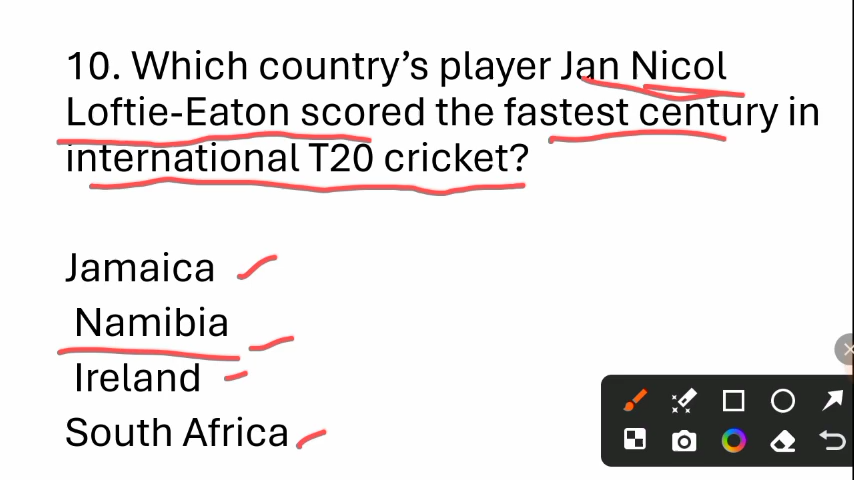 10. Which country’s player Jan Nicol
Loftie-Eaton scored the fastest century in
international T20 cricket?
Jamaica
Namibia
Ireland
South Africa